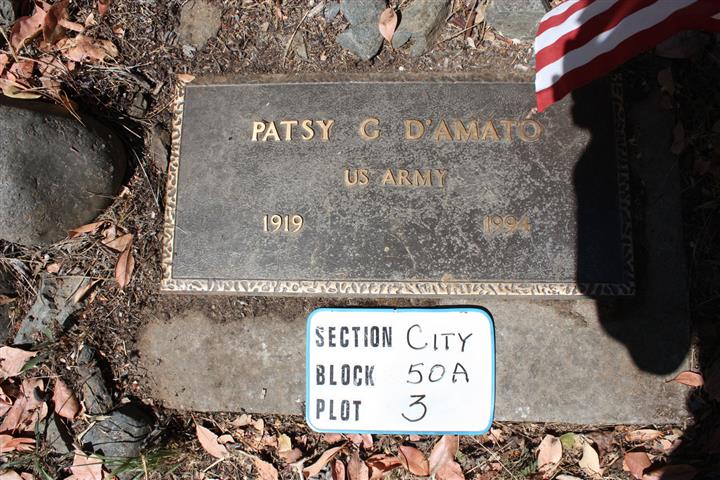 PATSY G D'AMATO
US ARMY
1919 1994
SECTION CITY
BLOCK 50A
PLOT 3